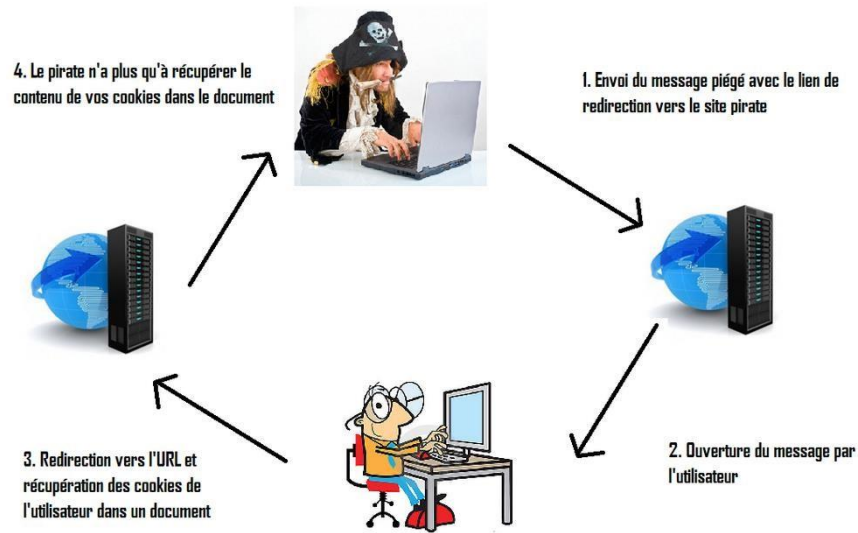 4. Le pirate n'a plus qu'à récupérer le
contenu de vos cookies dans le document
1. Envoi du message piégé avec le lien de
redirection vers le site pirate
2. Ouverture du message par
l'utilisateur
3. Redirection vers l'URL et
récupération des cookies de
l'utilisateur dans un document